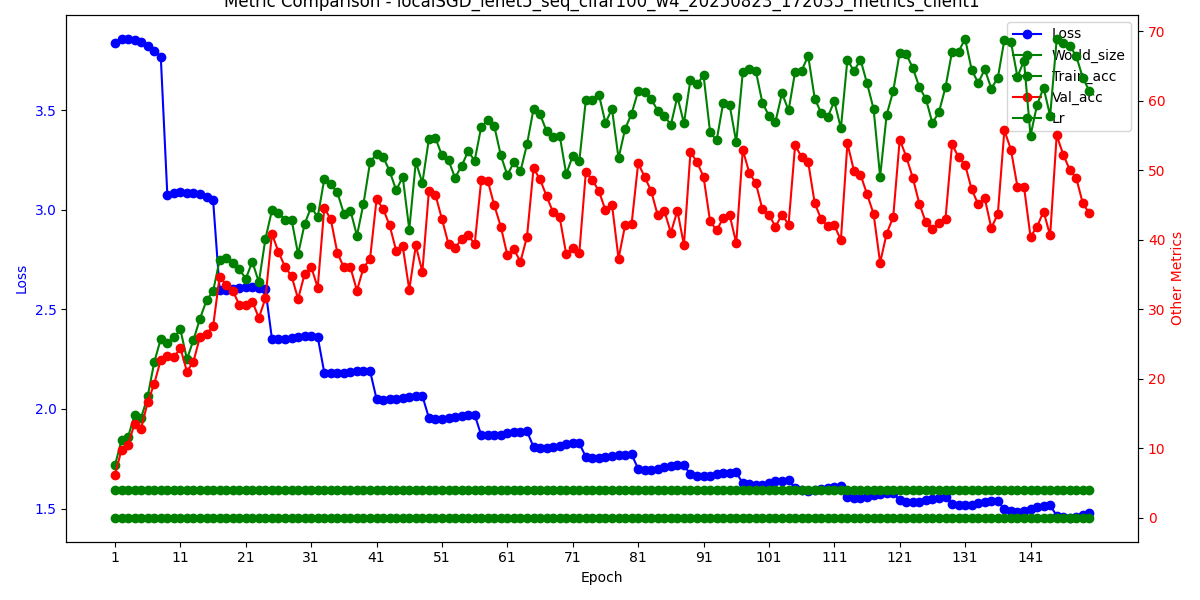 Metric Comparison - localSGD_lenet5_seq_cifar100_w4_20250823_172035_metrics_client1
Loss
World_size
Train_acc
Val_acc
Lr
3.5
3.0
2.5
2.0
1.5
Loss
70
60
50
40
30
20
10
0
Other Metrics
1 11 21 31 41 51 61 71 81 91 101 111 121 131 141
Epoch